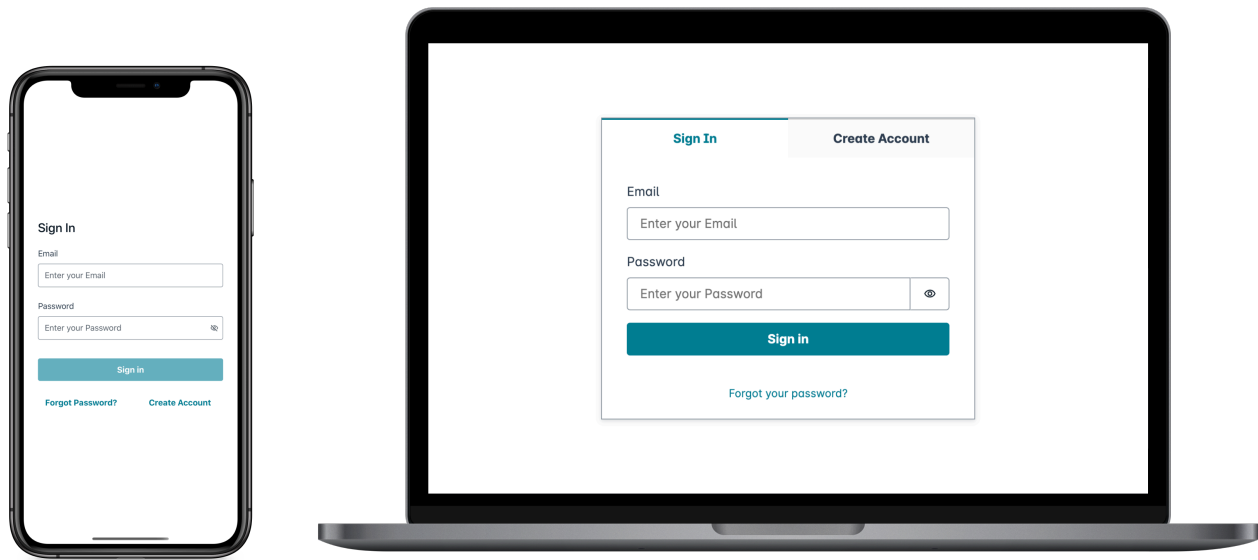 Sign In
Email
Enter your Email
Password
Enter your Password
Sign in
Forgot Password? Create Account
Sign In Create Account
Email
Enter your Email
Password
Enter your Password
Sign in
Forgot your password?